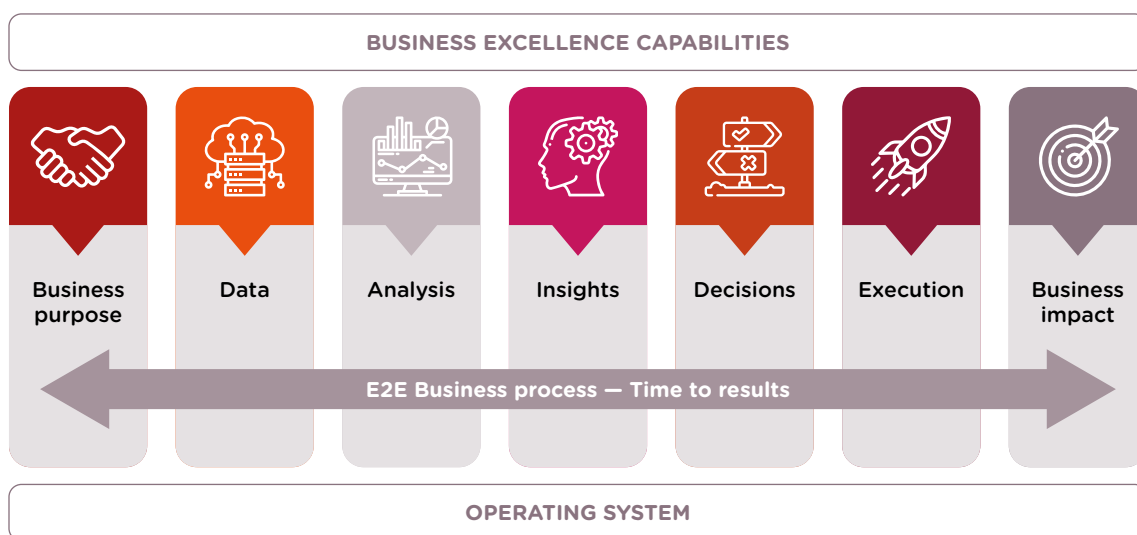 BUSINESS EXCELLENCE CAPABILITIES
Business
purpose
Data
Analysis
Insights
Decisions
Execution
Business
impact
E2E Business process — Time to results
OPERATING SYSTEM